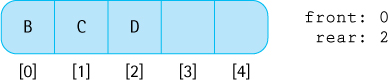 B C D front: 0
rear: 2
[0] [1] [2] [3] [4]